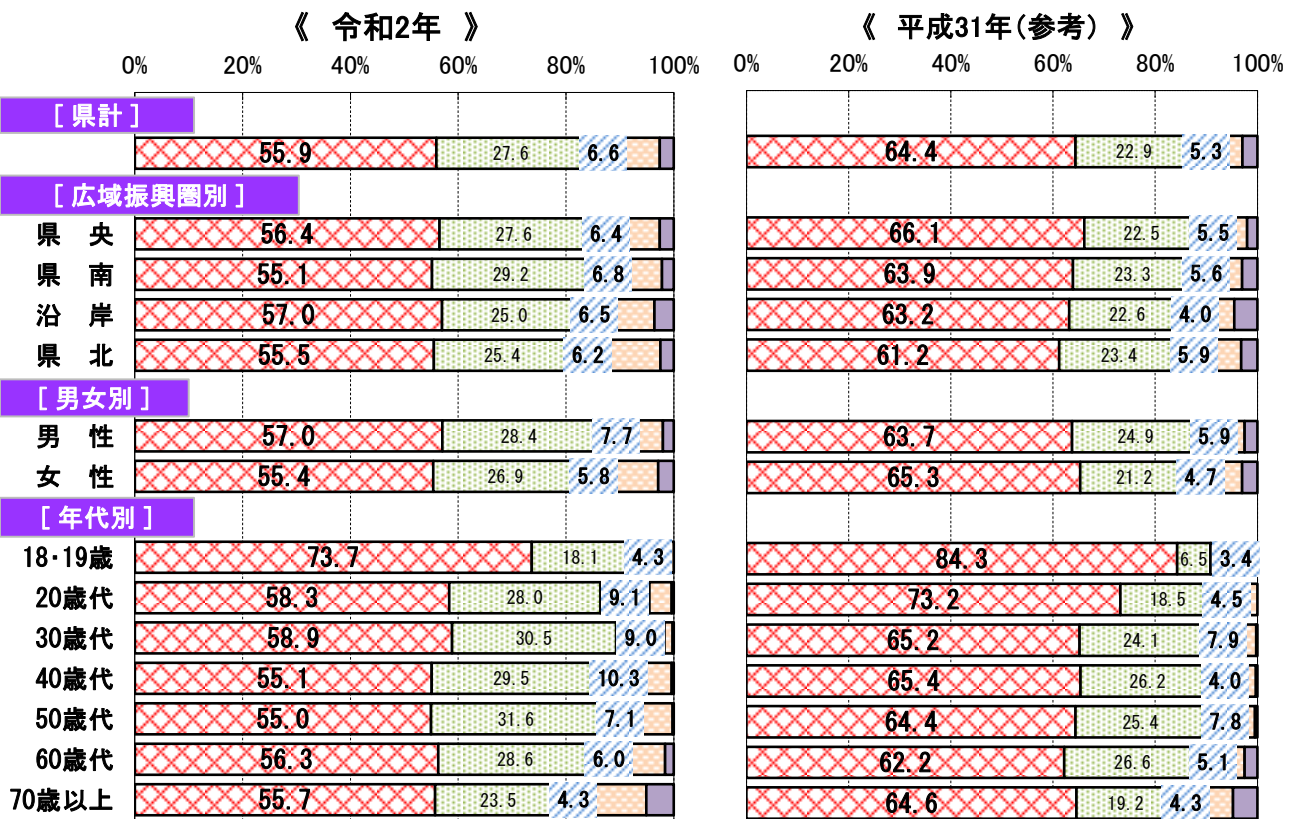 《 令和2年 》 《 平成31年(参考) 》
0% 20% 40% 60% 80% 100% 0% 20% 40% 60% 80% 100%
[ 県計 ]
55.9 27.6 6.6 64.4 22.9 5.3
[ 広域振興圏別 ]
県 央 56.4 27.6 6.4 66.1 22.5 5.5
県 南 55.1 29.2 6.8 63.9 23.3 5.6
沿 岸 57.0 25.0 6.5 63.2 22.6 4.0
県 北 55.5 25.4 6.2 61.2 23.4 5.9
[ 男女別 ]
男 性 57.0 28.4 7.7 63.7 24.9 5.9
女 性 55.4 26.9 5.8 65.3 21.2 4.7
[ 年代別 ]
18・19歳 73.7 18.1 4.3 84.3 6.5 3.4
20歳代 58.3 28.0 9.1 73.2 18.5 4.5
30歳代 58.9 30.5 9.0 65.2 24.1 7.9
40歳代 55.1 29.5 10.3 65.4 26.2 4.0
50歳代 55.0 31.6 7.1 64.4 25.4 7.8
60歳代 56.3 28.6 6.0 62.2 26.6 5.1
70歳以上 55.7 23.5 4.3 64.6 19.2 4.3